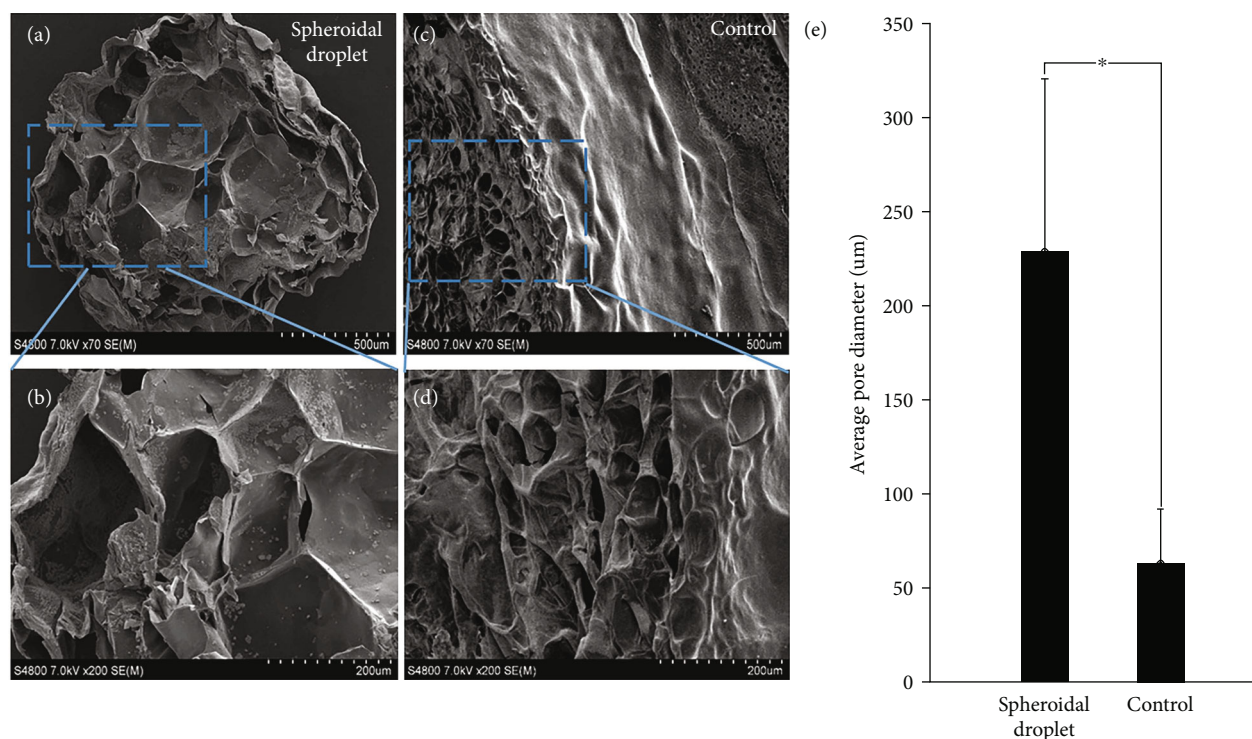 (a)
Spheroidal
droplet
S4800 7.0kV x70 SE(M)
500um
(b)
S4800 7.0kV x200 SE(M)
200um
(c)
Control
S4800 7.0kV x70 SE(M)
500um
(d)
S4800 7.0kV x200 SE(M)
200um
(e)
Average pore diameter (um)
350
300
250
200
150
100
50
0
*
Spheroidal
droplet
Control